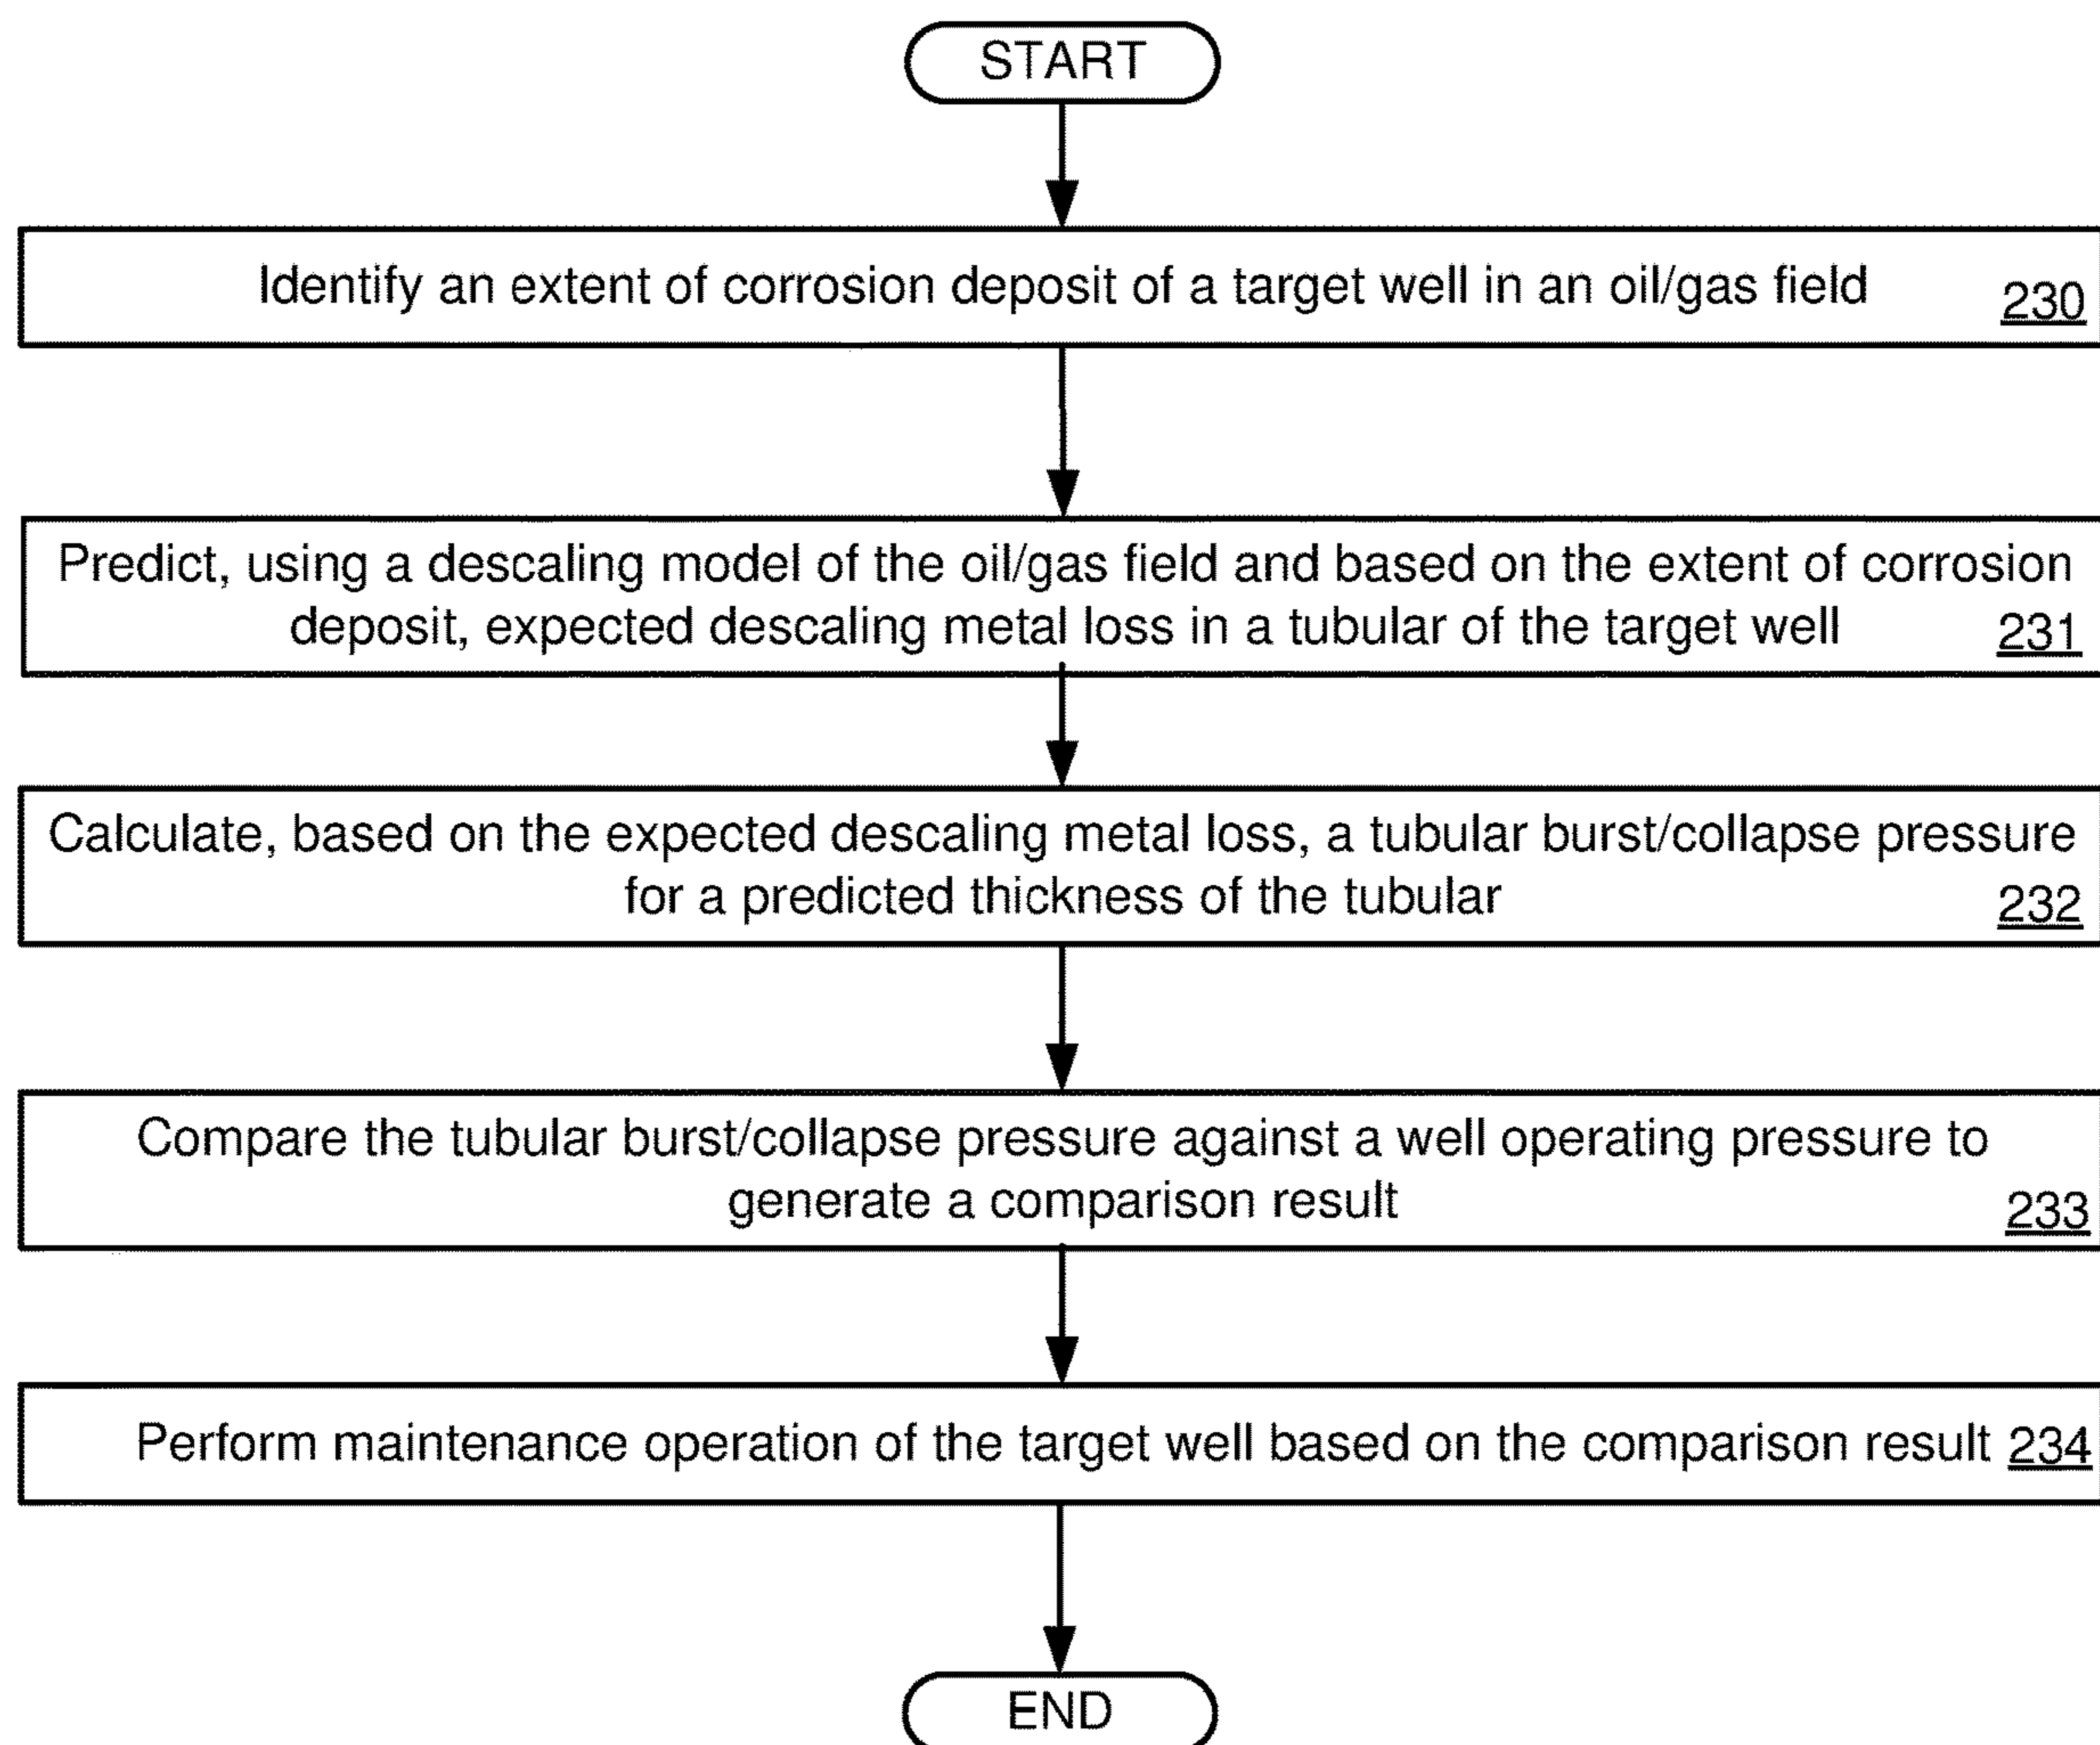 START
Identify an extent of corrosion deposit of a target well in an oil/gas field 230
Predict, using a descaling model of the oil/gas field and based on the extent of corrosion
deposit, expected descaling metal loss in a tubular of the target well 231
Calculate, based on the expected descaling metal loss, a tubular burst/collapse pressure
for a predicted thickness of the tubular 232
Compare the tubular burst/collapse pressure against a well operating pressure to
generate a comparison result 233
Perform maintenance operation of the target well based on the comparison result 234
END